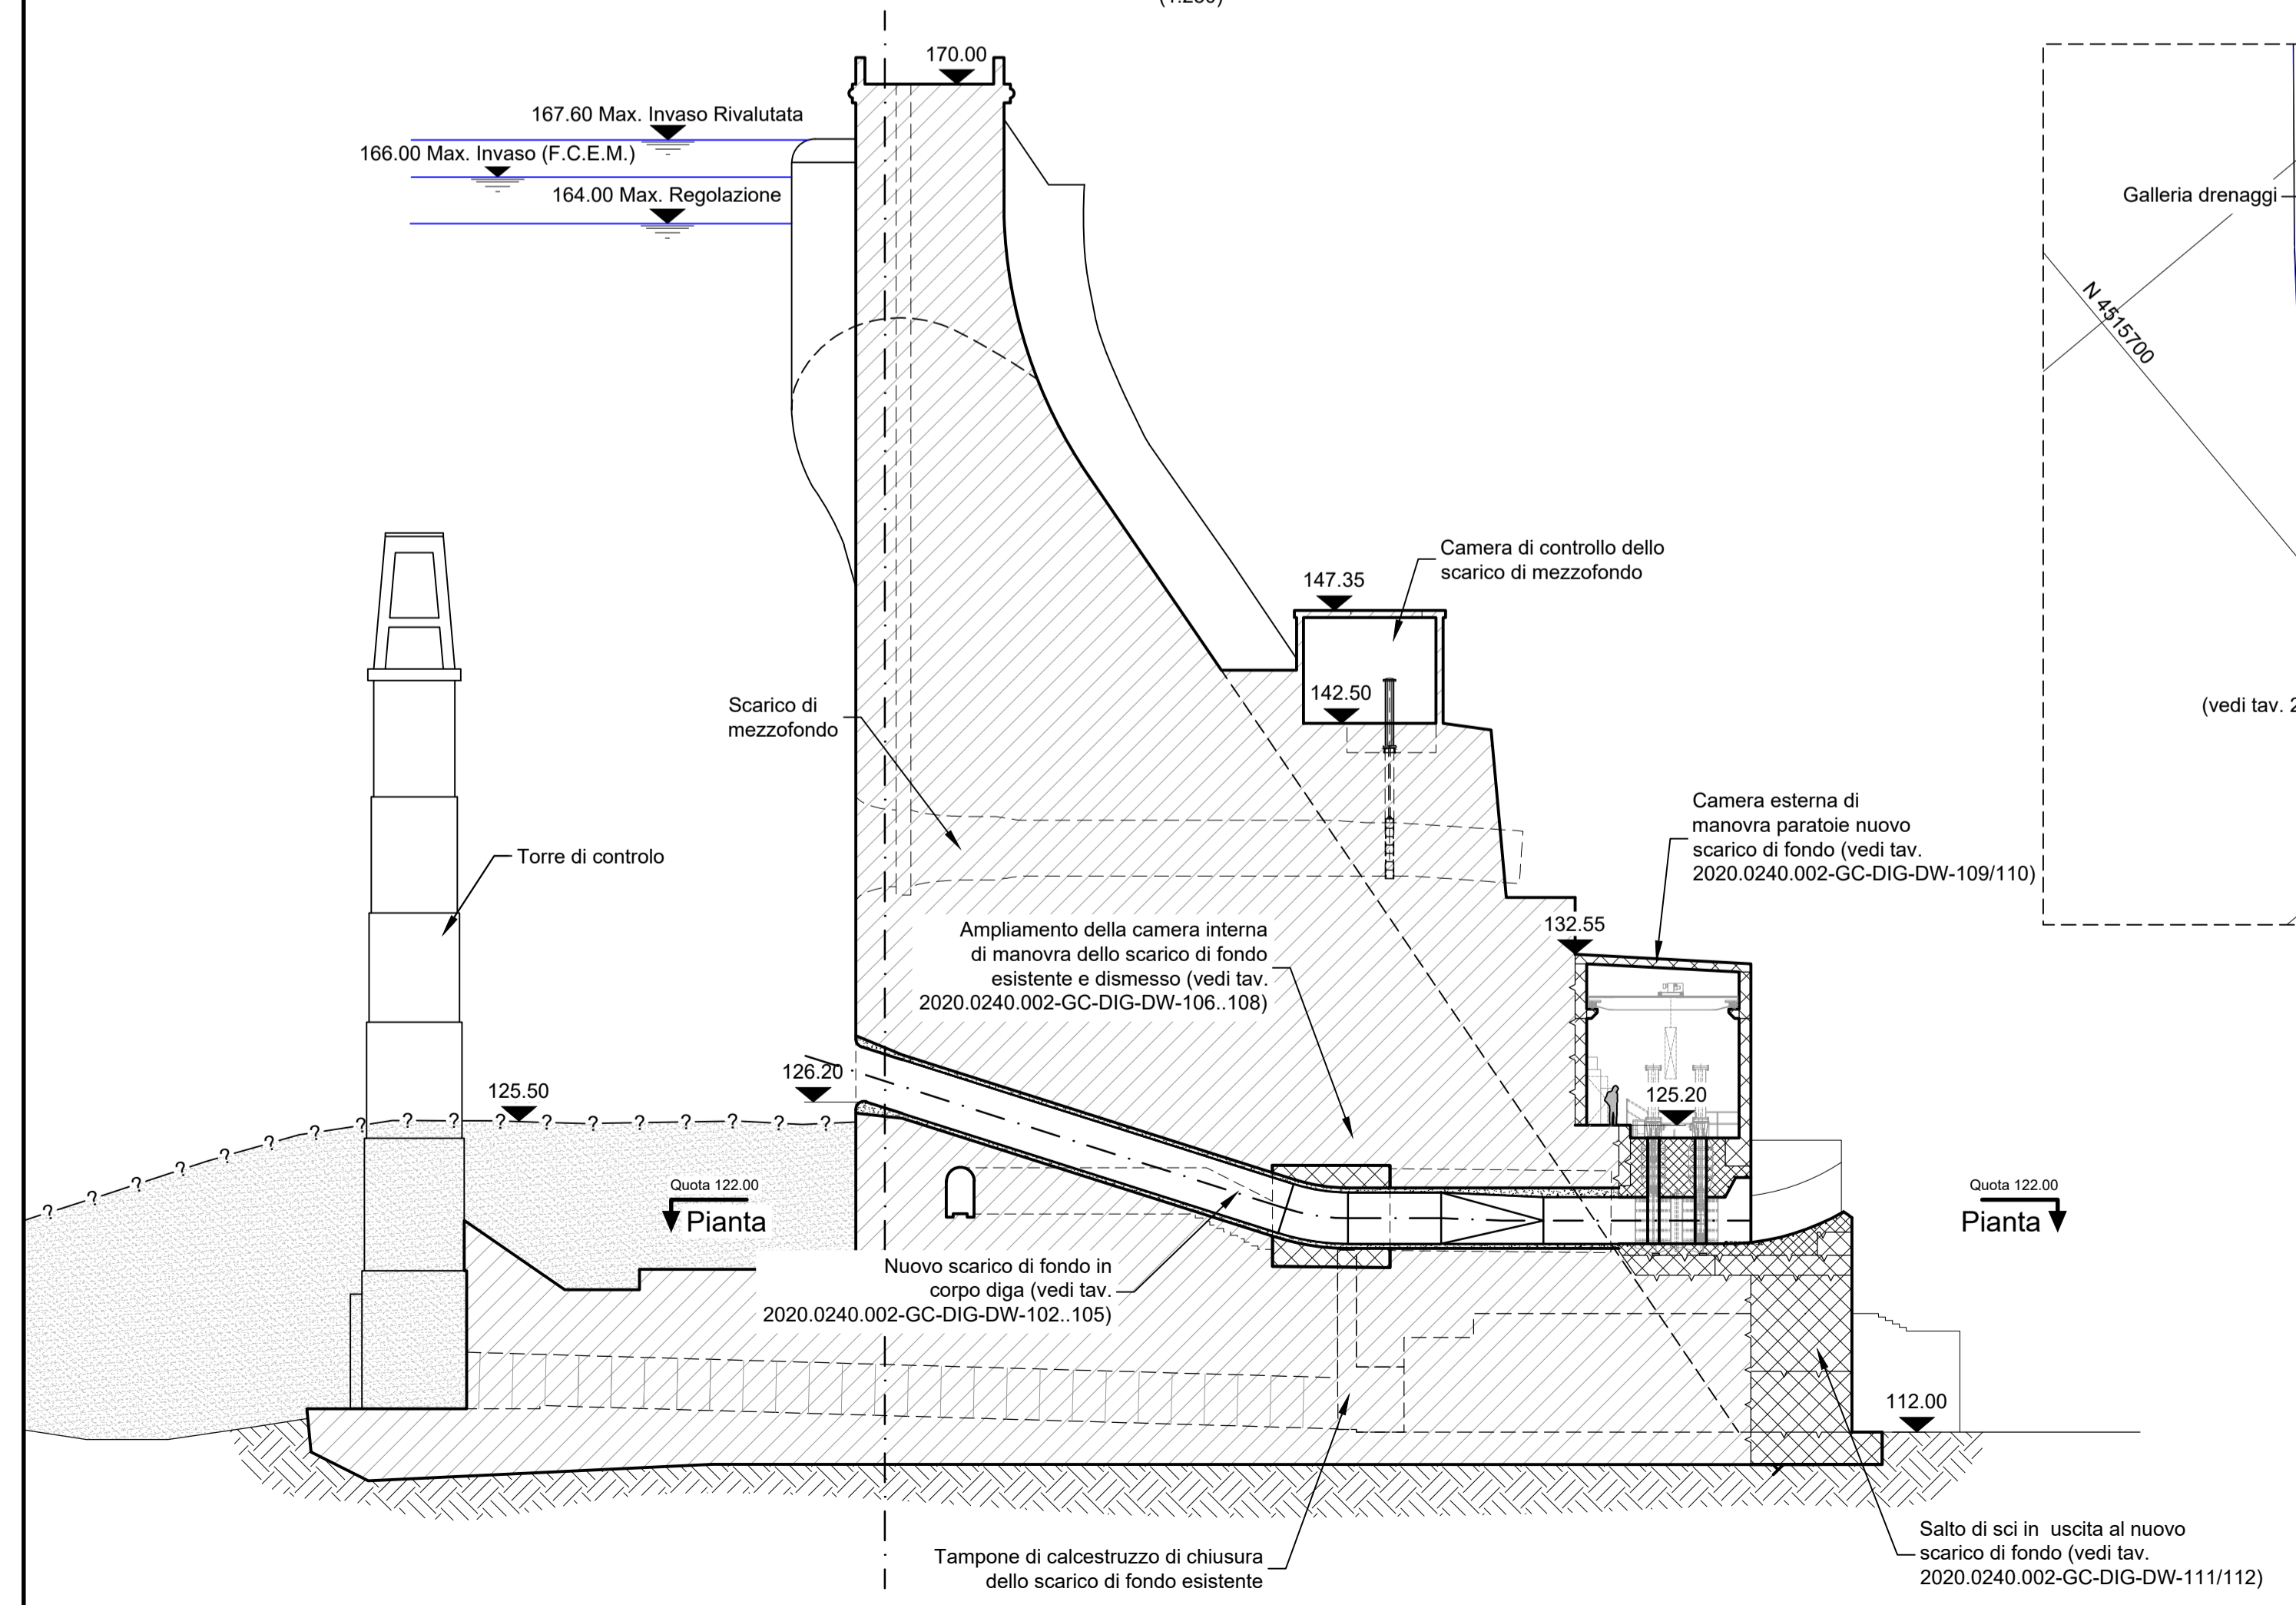 170.00
167.60 Max. Invaso Rivalutata
166.00 Max. Invaso (F.C.E.M.)
164.00 Max. Regolazione
Galleria drenaggi
N 4515700
Camera di controllo dello
scarico di mezzofondo
147.35
142.50
Scarico di
mezzofondo
(vedi tav. 2
Camera esterna di
manovra paratoie nuovo
scarico di fondo (vedi tav.
2020.0240.002-GC-DIG-DW-109/110)
Torre di controlo
Ampliamento della camera interna
di manovra dello scarico di fondo
esistente e dismesso (vedi tav.
2020.0240.002-GC-DIG-DW-106..108)
132.55
126.20
125.50
125.20
? ? ? ? ? ? ? ? ? ? ? ? ? ? ? ? ? ?
Quota 122.00
Pianta
Quota 122.00
Pianta
Nuovo scarico di fondo in
corpo diga (vedi tav.
2020.0240.002-GC-DIG-DW-102..105)
112.00
Tampone di calcestruzzo di chiusura
dello scarico di fondo esistente
Salto di sci in uscita al nuovo
scarico di fondo (vedi tav.
2020.0240.002-GC-DIG-DW-111/112)